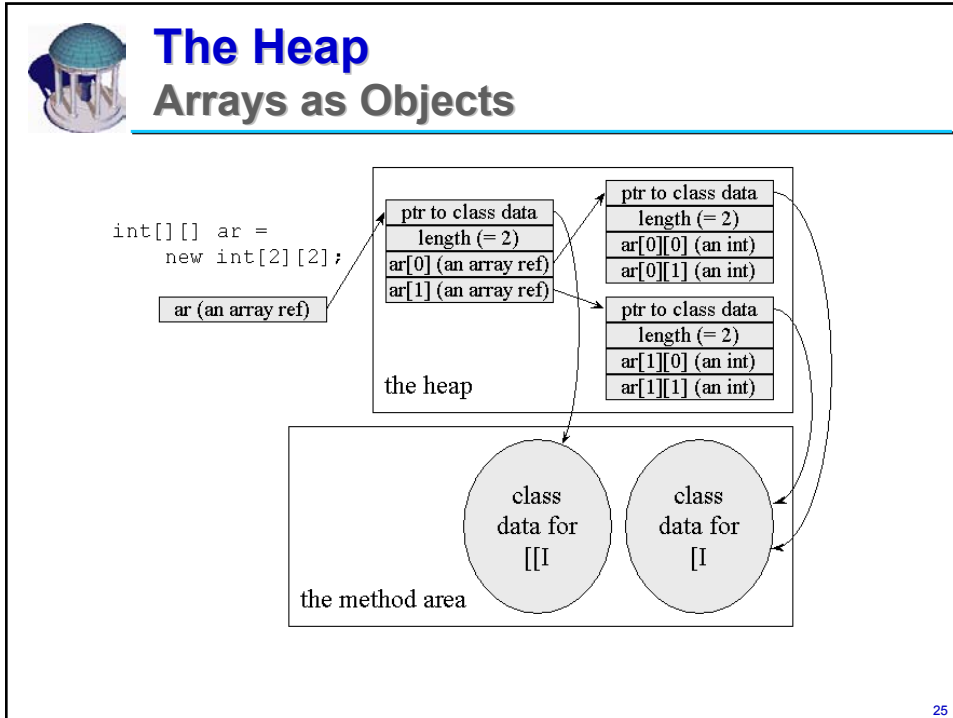 The Heap
Arrays as Objects
int[][] ar =
new int[2][2];
ar (an array ref)
ptr to class data
length (= 2)
ar[0] (an array ref)
ar[1] (an array ref)
ptr to class data
length (= 2)
ar[0][0] (an int)
ar[0][1] (an int)
ptr to class data
length (= 2)
ar[1][0] (an int)
ar[1][1] (an int)
the heap
class
data for
[[I
class
data for
[I
the method area
25